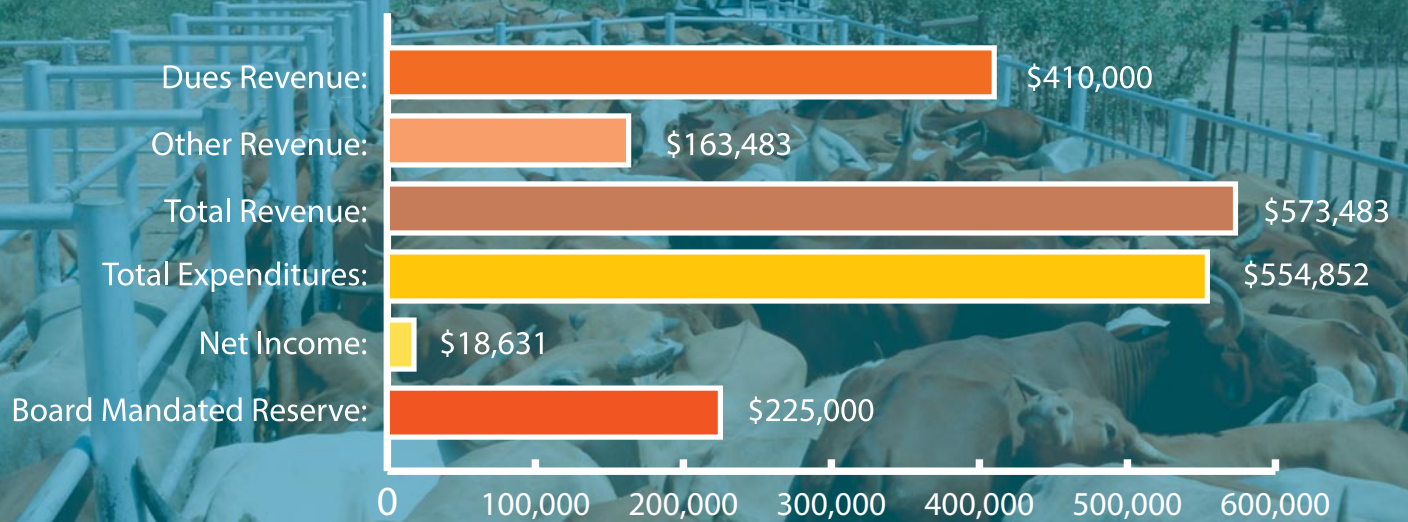 Dues Revenue: $410,000
Other Revenue: $163,483
Total Revenue: $573,483
Total Expenditures: $554,852
Net Income: $18,631
Board Mandated Reserve: $225,000
0 100,000 200,000 300,000 400,000 500,000 600,000